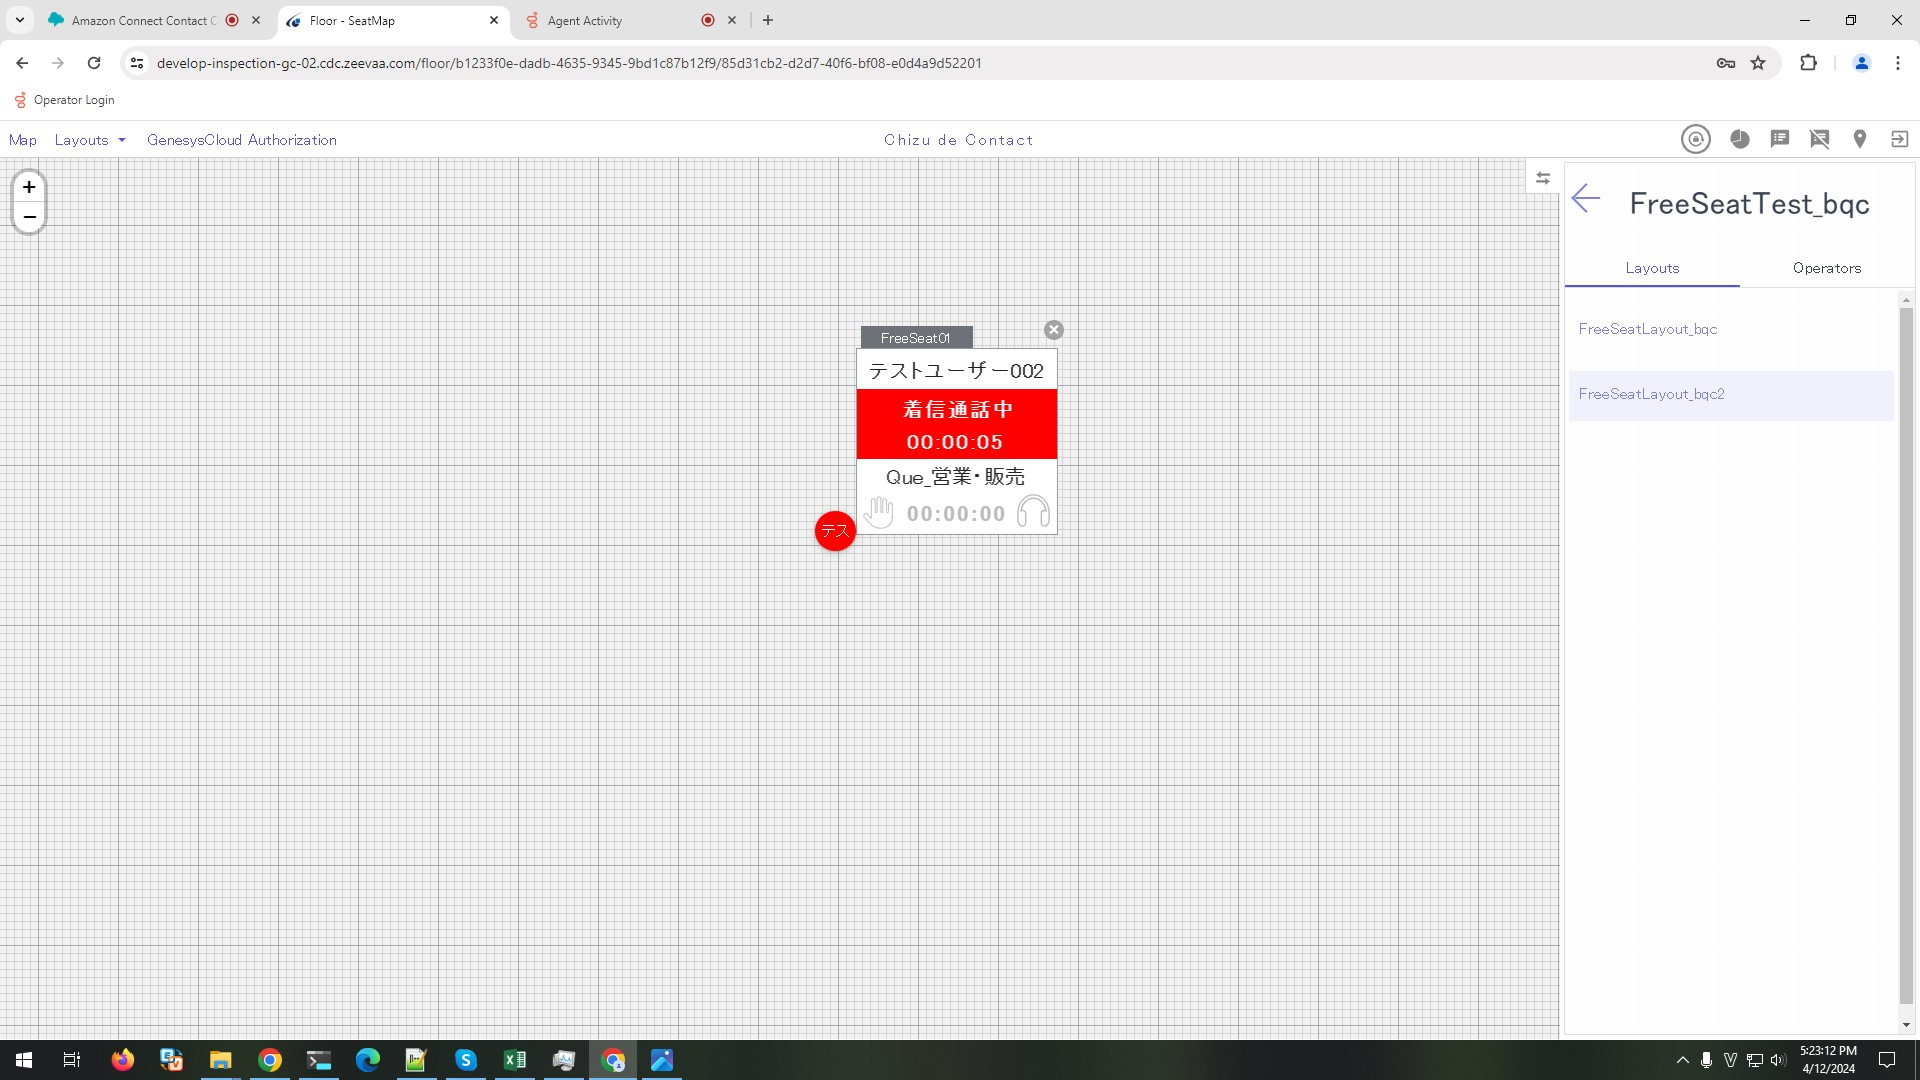 Amazon Connect Contact C
Floor - SeatMap
Agent Activity
develop-inspection-gc-02.cdc.zeevaa.com/floor/b1233f0e-dadb-4635-9345-9bd1c87b12f9/85d31cb2-d2d7-40f6-bf08-e0d4a9d52201
Operator Login
Map Layouts GenesysCloud Authorization Chizu de Contact
+
−
FreeSeatTest_bqc
Layouts Operators
FreeSeatLayout_bqc
FreeSeatLayout_bqc2
FreeSeat01
テストユーザー002
着信通話中
00:00:05
Que_営業・販売
00:00:00
テス
5:23:12 PM
4/12/2024